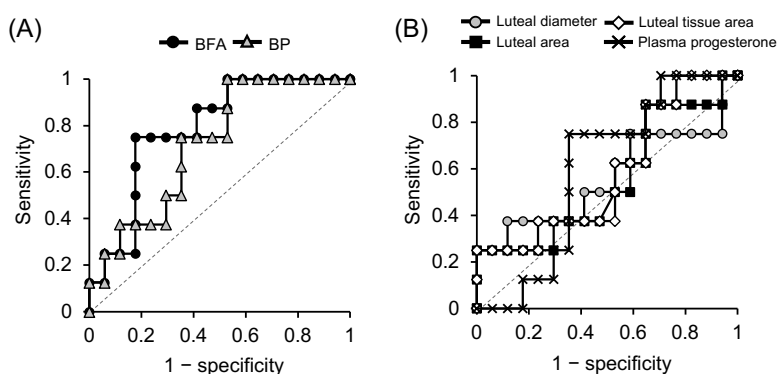 (A)
BFA BP
1
0.8
0.6
0.4
0.2
0
Sensitivity
0 0.2 0.4 0.6 0.8 1
1 − specificity
(B)
Luteal diameter Luteal tissue area
Luteal area Plasma progesterone
1
0.8
0.6
0.4
0.2
0
Sensitivity
0 0.2 0.4 0.6 0.8 1
1 − specificity